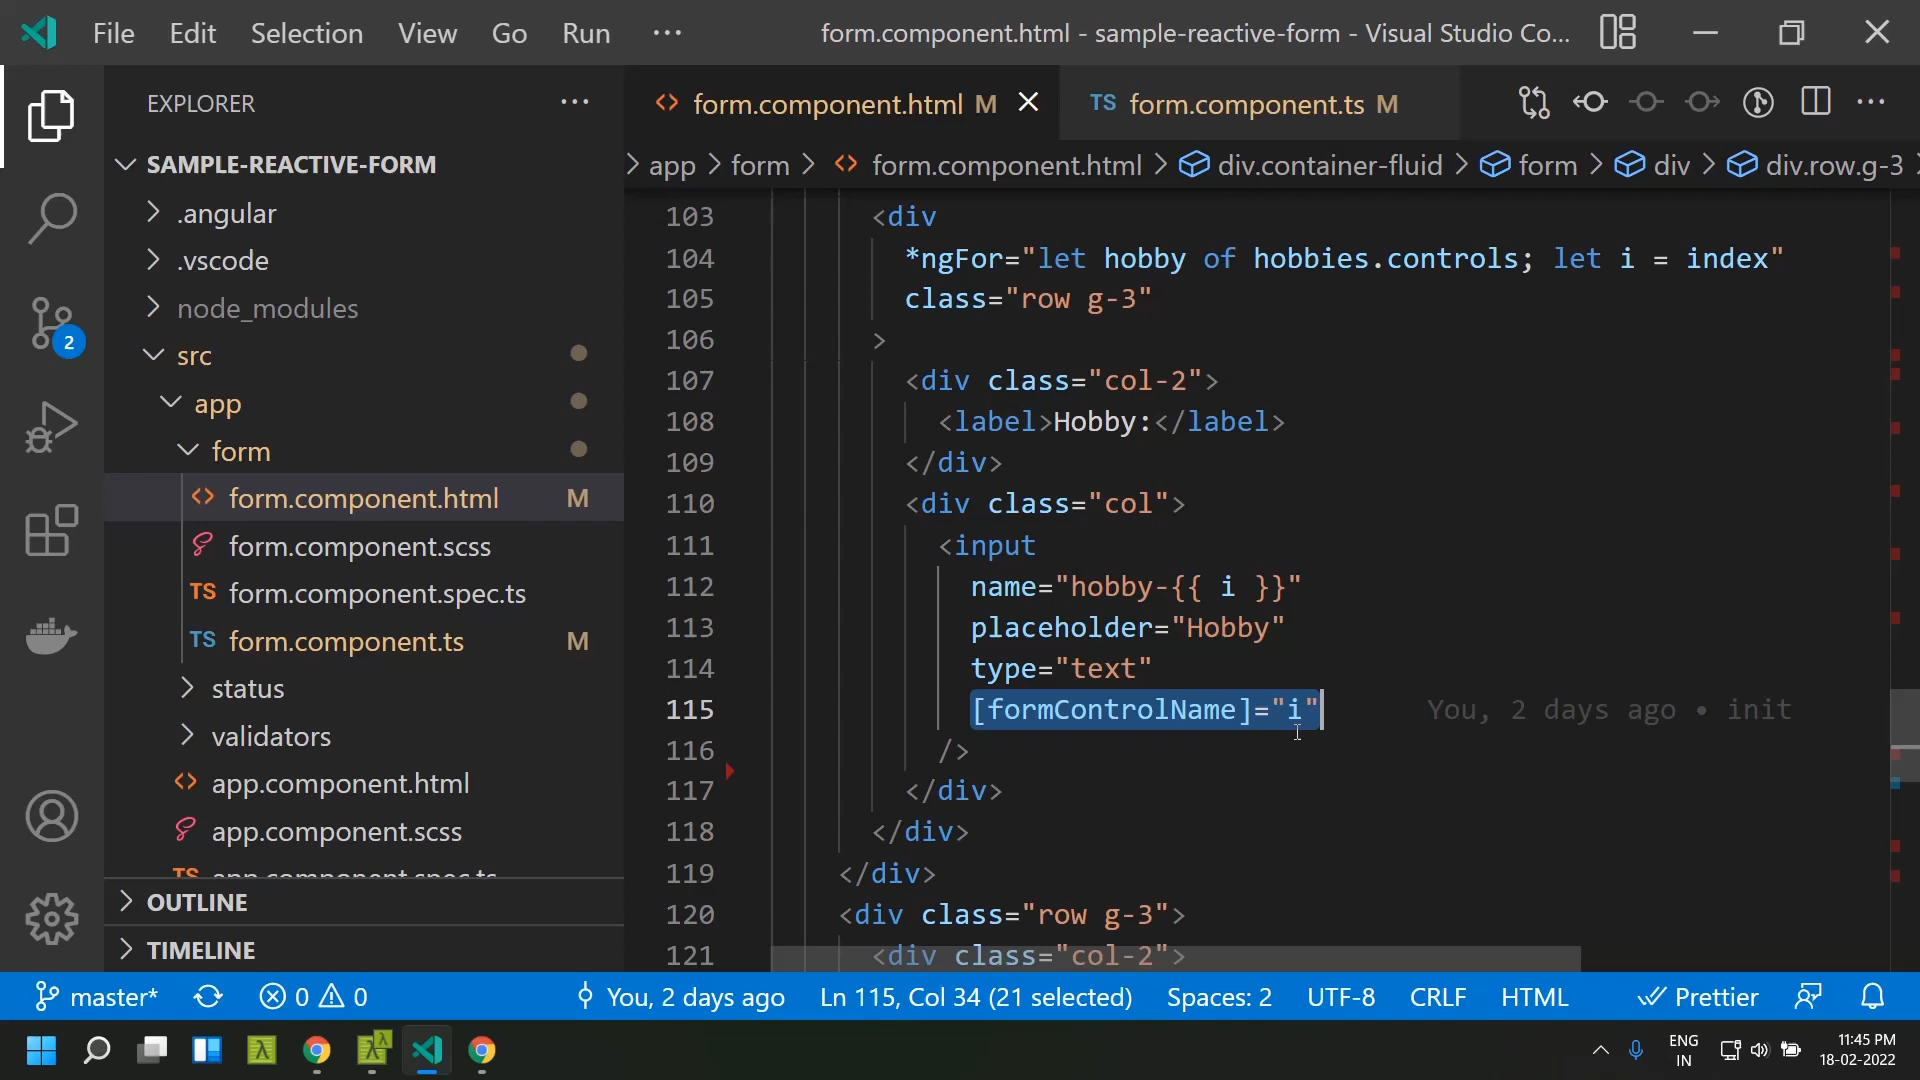 File Edit Selection View Go Run ··· form.component.html - sample-reactive-form - Visual Studio Co...
EXPLORER ···
SAMPLE-REACTIVE-FORM
.angular
.vscode
node_modules
src
app
form
<> form.component.html M
form.component.scss
TS form.component.spec.ts
TS form.component.ts M
status
validators
<> app.component.html
app.component.scss
TS app.component.spec.ts
OUTLINE
TIMELINE
2
<> form.component.html M
TS form.component.ts M
> app > form > <> form.component.html > div.container-fluid > form > div > div.row.g-3
103 <div
104 *ngFor="let hobby of hobbies.controls; let i = index"
105 class="row g-3"
106 >
107 <div class="col-2">
108 <label>Hobby:</label>
109 </div>
110 <div class="col">
111 <input
112 name="hobby-{{ i }}"
113 placeholder="Hobby"
114 type="text"
115 [formControlName]="i" You, 2 days ago • init
116 />
117 </div>
118 </div>
119 </div>
120 <div class="row g-3">
121 <div class="col-2">
master* 0 0 You, 2 days ago Ln 115, Col 34 (21 selected) Spaces: 2 UTF-8 CRLF HTML Prettier
ENG
IN
11:45 PM
18-02-2022